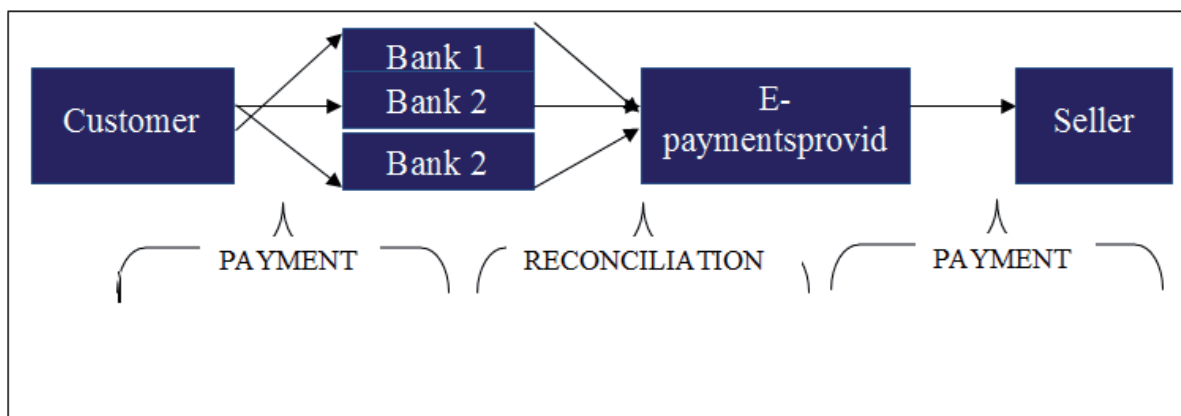 Customer
Bank 1
Bank 2
Bank 2
E-
paymentsprovid
Seller
PAYMENT
RECONCILIATION
PAYMENT